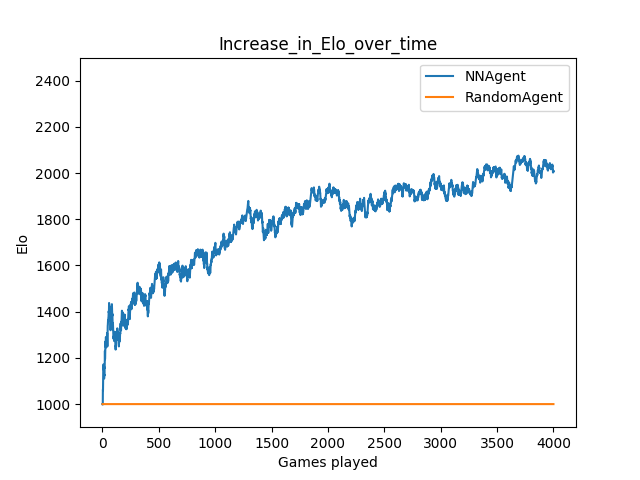 Increase_in_Elo_over_time
NNAgent
RandomAgent
2400
2200
2000
1800
1600
1400
1200
1000
Elo
0 500 1000 1500 2000 2500 3000 3500 4000
Games played